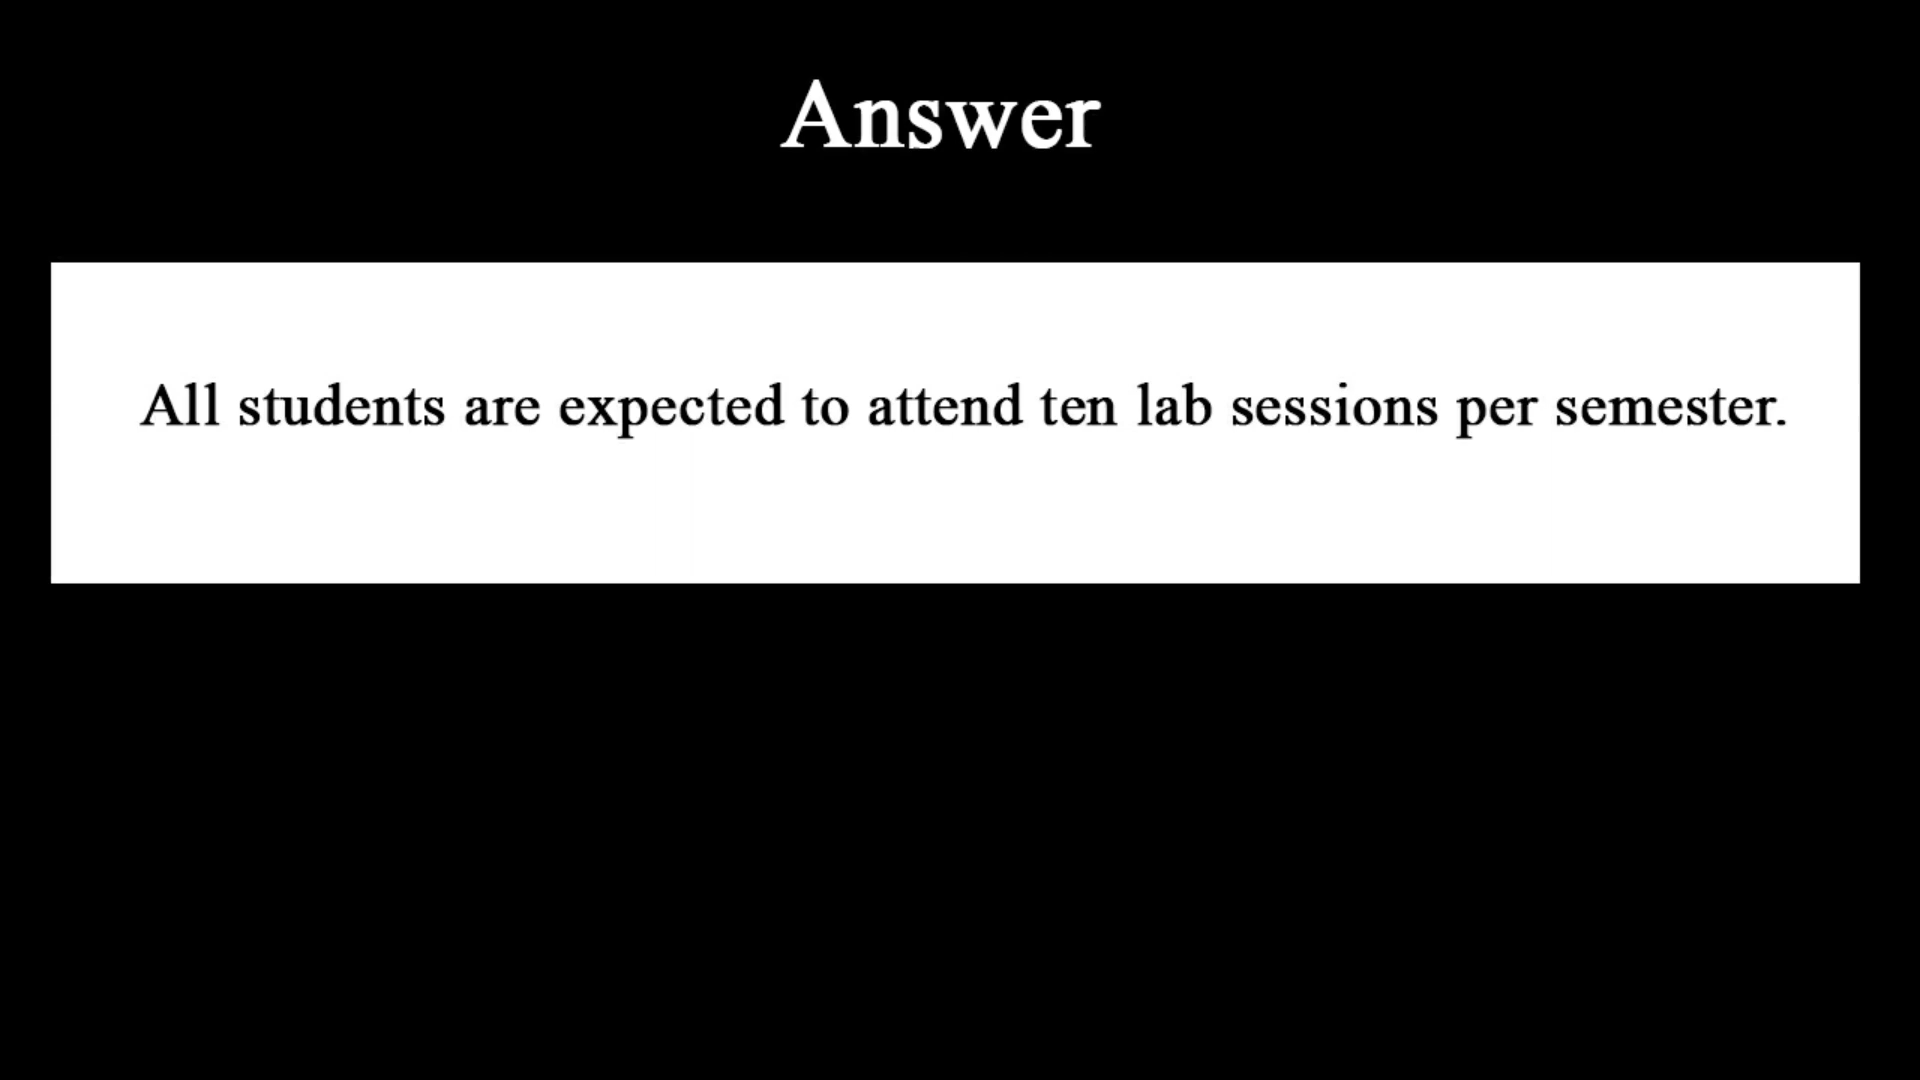 Answer
All students are expected to attend ten lab sessions per semester.